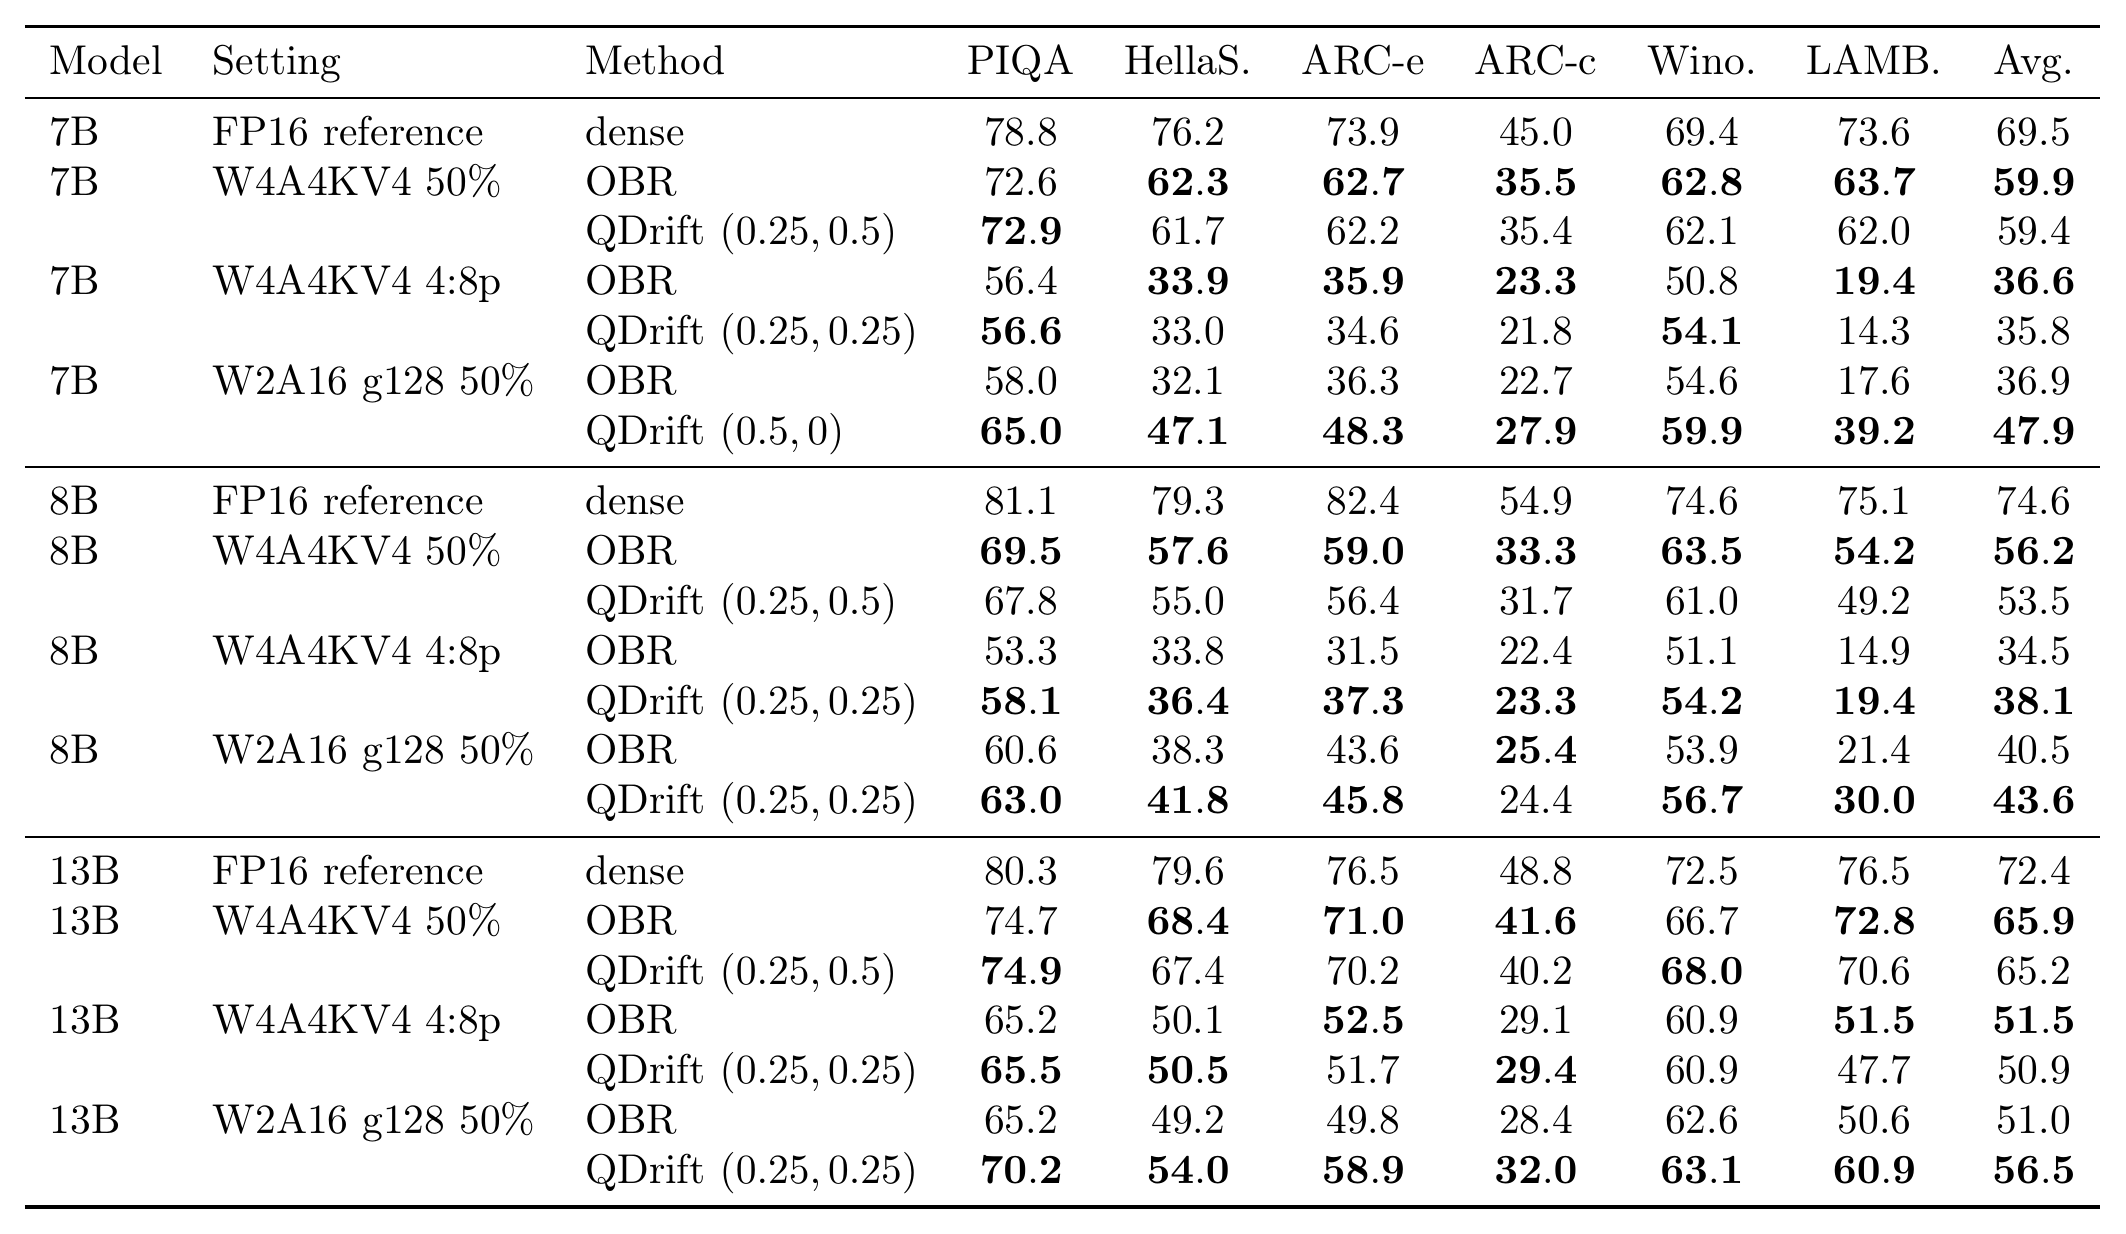 Model Setting Method PIQA HellaS. ARC-e ARC-c Wino. LAMB. Avg.
7B FP16 reference dense 78.8 76.2 73.9 45.0 69.4 73.6 69.5
7B W4A4KV4 50% OBR 72.6 62.3 62.7 35.5 62.8 63.7 59.9
QDrift (0.25, 0.5) 72.9 61.7 62.2 35.4 62.1 62.0 59.4
7B W4A4KV4 4:8p OBR 56.4 33.9 35.9 23.3 50.8 19.4 36.6
QDrift (0.25, 0.25) 56.6 33.0 34.6 21.8 54.1 14.3 35.8
7B W2A16 g128 50% OBR 58.0 32.1 36.3 22.7 54.6 17.6 36.9
QDrift (0.5, 0) 65.0 47.1 48.3 27.9 59.9 39.2 47.9
8B FP16 reference dense 81.1 79.3 82.4 54.9 74.6 75.1 74.6
8B W4A4KV4 50% OBR 69.5 57.6 59.0 33.3 63.5 54.2 56.2
QDrift (0.25, 0.5) 67.8 55.0 56.4 31.7 61.0 49.2 53.5
8B W4A4KV4 4:8p OBR 53.3 33.8 31.5 22.4 51.1 14.9 34.5
QDrift (0.25, 0.25) 58.1 36.4 37.3 23.3 54.2 19.4 38.1
8B W2A16 g128 50% OBR 60.6 38.3 43.6 25.4 53.9 21.4 40.5
QDrift (0.25, 0.25) 63.0 41.8 45.8 24.4 56.7 30.0 43.6
13B FP16 reference dense 80.3 79.6 76.5 48.8 72.5 76.5 72.4
13B W4A4KV4 50% OBR 74.7 68.4 71.0 41.6 66.7 72.8 65.9
QDrift (0.25, 0.5) 74.9 67.4 70.2 40.2 68.0 70.6 65.2
13B W4A4KV4 4:8p OBR 65.2 50.1 52.5 29.1 60.9 51.5 51.5
QDrift (0.25, 0.25) 65.5 50.5 51.7 29.4 60.9 47.7 50.9
13B W2A16 g128 50% OBR 65.2 49.2 49.8 28.4 62.6 50.6 51.0
QDrift (0.25, 0.25) 70.2 54.0 58.9 32.0 63.1 60.9 56.5